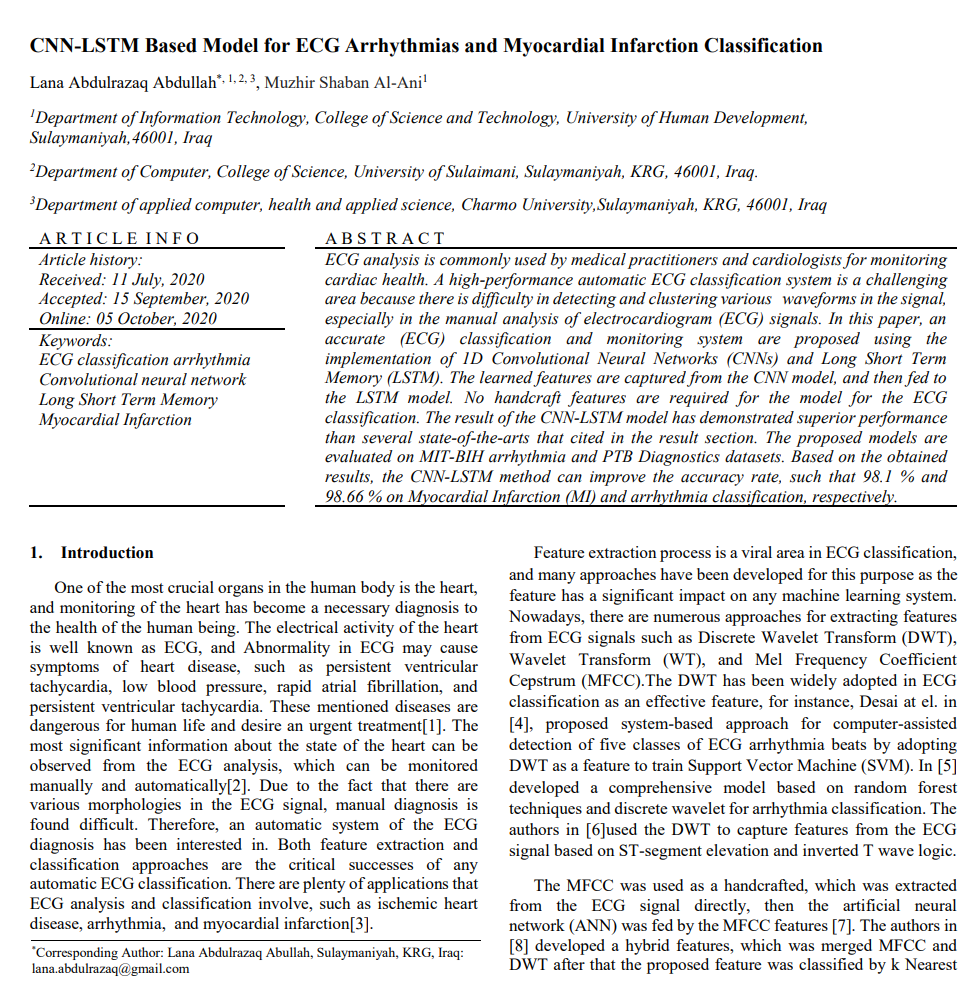 CNN-LSTM Based Model for ECG Arrhythmias and Myocardial Infarction Classification
Lana Abdulrazaq Abdullah*, 1, 2, 3, Muzhir Shaban Al-Ani1
1Department of Information Technology, College of Science and Technology, University of Human Development,
Sulaymaniyah,46001, Iraq
2Department of Computer, College of Science, University of Sulaimani, Sulaymaniyah, KRG, 46001, Iraq.
3Department of applied computer, health and applied science, Charmo University,Sulaymaniyah, KRG, 46001, Iraq
A R T I C L E I N F O
Article history:
Received: 11 July, 2020
Accepted: 15 September, 2020
Online: 05 October, 2020
Keywords:
ECG classification arrhythmia
Convolutional neural network
Long Short Term Memory
Myocardial Infarction
A B S T R A C T
ECG analysis is commonly used by medical practitioners and cardiologists for monitoring
cardiac health. A high-performance automatic ECG classification system is a challenging
area because there is difficulty in detecting and clustering various waveforms in the signal,
especially in the manual analysis of electrocardiogram (ECG) signals. In this paper, an
accurate (ECG) classification and monitoring system are proposed using the
implementation of 1D Convolutional Neural Networks (CNNs) and Long Short Term
Memory (LSTM). The learned features are captured from the CNN model, and then fed to
the LSTM model. No handcraft features are required for the model for the ECG
classification. The result of the CNN-LSTM model has demonstrated superior performance
than several state-of-the-arts that cited in the result section. The proposed models are
evaluated on MIT-BIH arrhythmia and PTB Diagnostics datasets. Based on the obtained
results, the CNN-LSTM method can improve the accuracy rate, such that 98.1 % and
98.66 % on Myocardial Infarction (MI) and arrhythmia classification, respectively.
1. Introduction
One of the most crucial organs in the human body is the heart,
and monitoring of the heart has become a necessary diagnosis to
the health of the human being. The electrical activity of the heart
is well known as ECG, and Abnormality in ECG may cause
symptoms of heart disease, such as persistent ventricular
tachycardia, low blood pressure, rapid atrial fibrillation, and
persistent ventricular tachycardia. These mentioned diseases are
dangerous for human life and desire an urgent treatment[1]. The
most significant information about the state of the heart can be
observed from the ECG analysis, which can be monitored
manually and automatically[2]. Due to the fact that there are
various morphologies in the ECG signal, manual diagnosis is
found difficult. Therefore, an automatic system of the ECG
diagnosis has been interested in. Both feature extraction and
classification approaches are the critical successes of any
automatic ECG classification. There are plenty of applications that
ECG analysis and classification involve, such as ischemic heart
disease, arrhythmia, and myocardial infarction[3].
*Corresponding Author: Lana Abdulrazaq Abullah, Sulaymaniyah, KRG, Iraq:
lana.abdulrazaq@gmail.com
Feature extraction process is a viral area in ECG classification,
and many approaches have been developed for this purpose as the
feature has a significant impact on any machine learning system.
Nowadays, there are numerous approaches for extracting features
from ECG signals such as Discrete Wavelet Transform (DWT),
Wavelet Transform (WT), and Mel Frequency Coefficient
Cepstrum (MFCC).The DWT has been widely adopted in ECG
classification as an effective feature, for instance, Desai at el. in
[4], proposed system-based approach for computer-assisted
detection of five classes of ECG arrhythmia beats by adopting
DWT as a feature to train Support Vector Machine (SVM). In [5]
developed a comprehensive model based on random forest
techniques and discrete wavelet for arrhythmia classification. The
authors in [6]used the DWT to capture features from the ECG
signal based on ST-segment elevation and inverted T wave logic.
The MFCC was used as a handcrafted, which was extracted
from the ECG signal directly, then the artificial neural
network (ANN) was fed by the MFCC features [7]. The authors in
[8] developed a hybrid features, which was merged MFCC and
DWT after that the proposed feature was classified by k Nearest